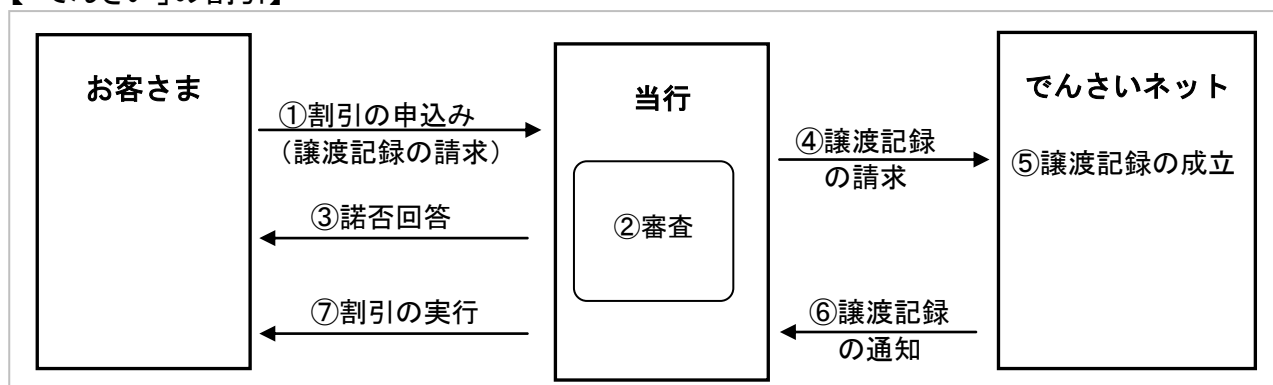 お客さま
①割引の申込み
（譲渡記録の請求）
③諾否回答
⑦割引の実行
当行
②審査
④譲渡記録
の請求
⑥譲渡記録
の通知
でんさいネット
⑤譲渡記録の成立